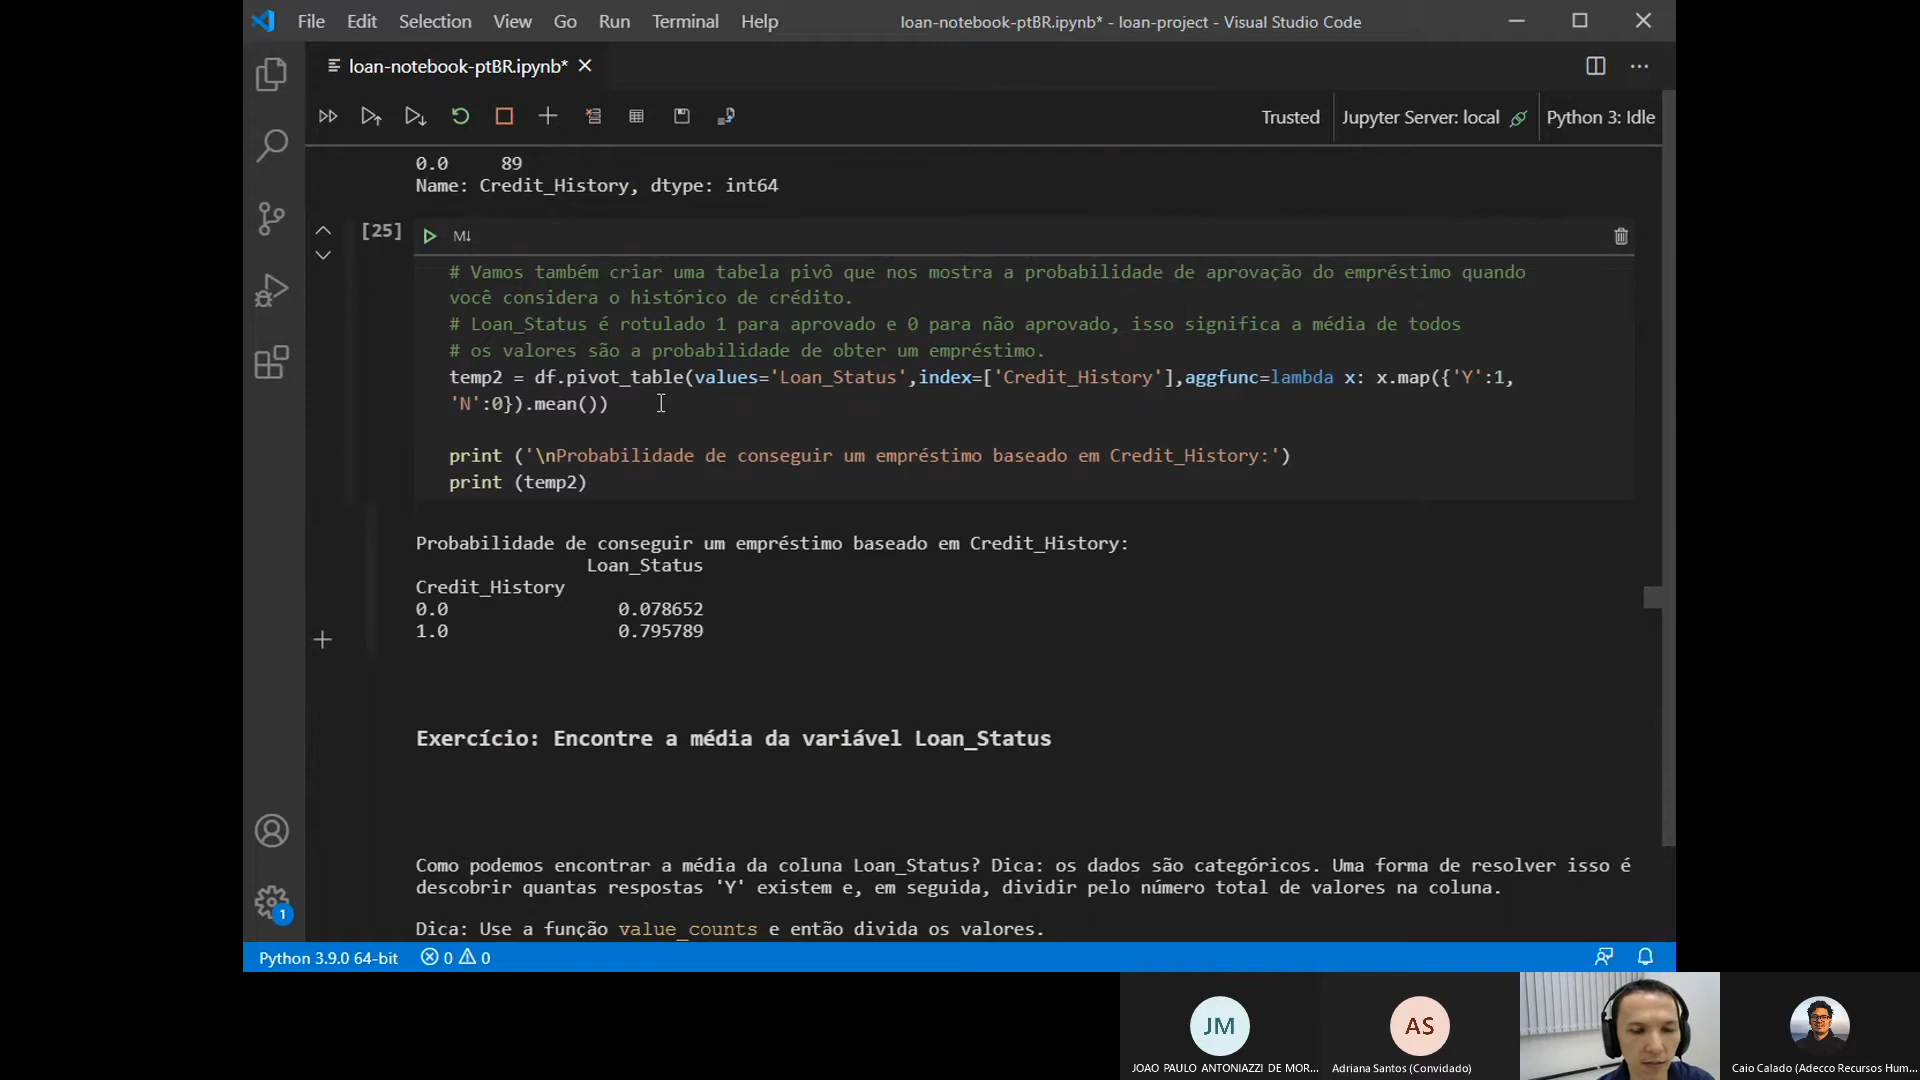 File Edit Selection View Go Run Terminal Help loan-notebook-ptBR.ipynb* - loan-project - Visual Studio Code
loan-notebook-ptBR.ipynb*
Trusted Jupyter Server: local Python 3: Idle
0.0 89
Name: Credit_History, dtype: int64
[25] M↓
# Vamos também criar uma tabela pivô que nos mostra a probabilidade de aprovação do empréstimo quando
você considera o histórico de crédito.
# Loan_Status é rotulado 1 para aprovado e 0 para não aprovado, isso significa a média de todos
# os valores são a probabilidade de obter um empréstimo.
temp2 = df.pivot_table(values='Loan_Status',index=['Credit_History'],aggfunc=lambda x: x.map({'Y':1,
'N':0}).mean())
print ('\nProbabilidade de conseguir um empréstimo baseado em Credit_History:')
print (temp2)
Probabilidade de conseguir um empréstimo baseado em Credit_History:
Loan_Status
Credit_History
0.0 0.078652
1.0 0.795789
Exercício: Encontre a média da variável Loan_Status
Como podemos encontrar a média da coluna Loan_Status? Dica: os dados são categóricos. Uma forma de resolver isso é
descobrir quantas respostas 'Y' existem e, em seguida, dividir pelo número total de valores na coluna.
Dica: Use a função value_counts e então divida os valores.
1
Python 3.9.0 64-bit 0 0
JM AS
JOAO PAULO ANTONIAZZI DE MOR... Adriana Santos (Convidado) Caio Calado (Adecco Recursos Hum...